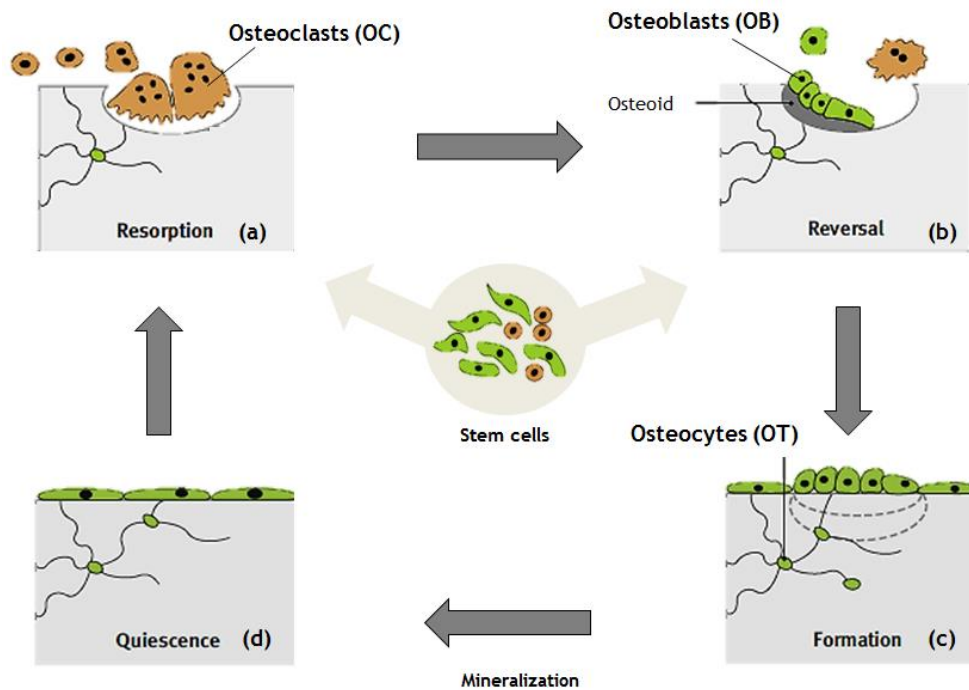 Osteoclasts (OC)
Osteoblasts (OB)
Osteoid
Resorption (a)
Reversal (b)
Stem cells
Osteocytes (OT)
Quiescence (d)
Formation (c)
Mineralization